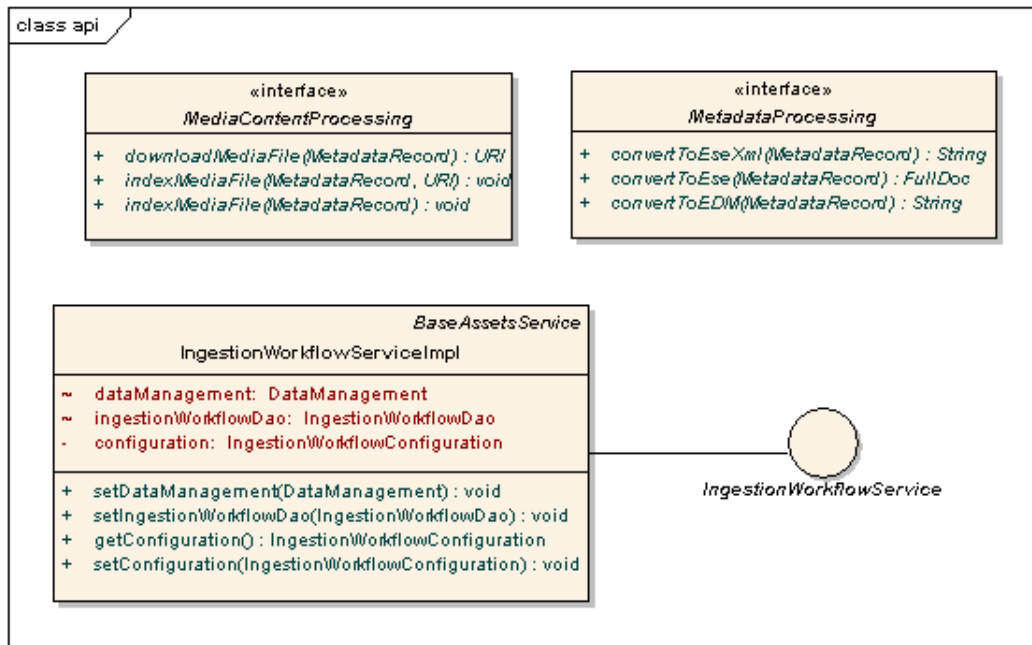 class api
«interface»
MediaContentProcessing
+ downloadMediaFile(MetadataRecord) : URI
+ indexMediaFile(MetadataRecord, URI) : void
+ indexMediaFile(MetadataRecord) : void
«interface»
MetadataProcessing
+ convertToEseXml(MetadataRecord) : String
+ convertToEse(MetadataRecord) : FullDoc
+ convertToEDM(MetadataRecord) : String
BaseAssetsService
IngestionWorkflowServiceImpl
~ dataManagement: DataManagement
~ ingestionWorkflowDao: IngestionWorkflowDao
- configuration: IngestionWorkflowConfiguration
+ setDataManagement(DataManagement) : void
+ setIngestionWorkflowDao(IngestionWorkflowDao) : void
+ getConfiguration() : IngestionWorkflowConfiguration
+ setConfiguration(IngestionWorkflowConfiguration) : void
IngestionWorkflowService